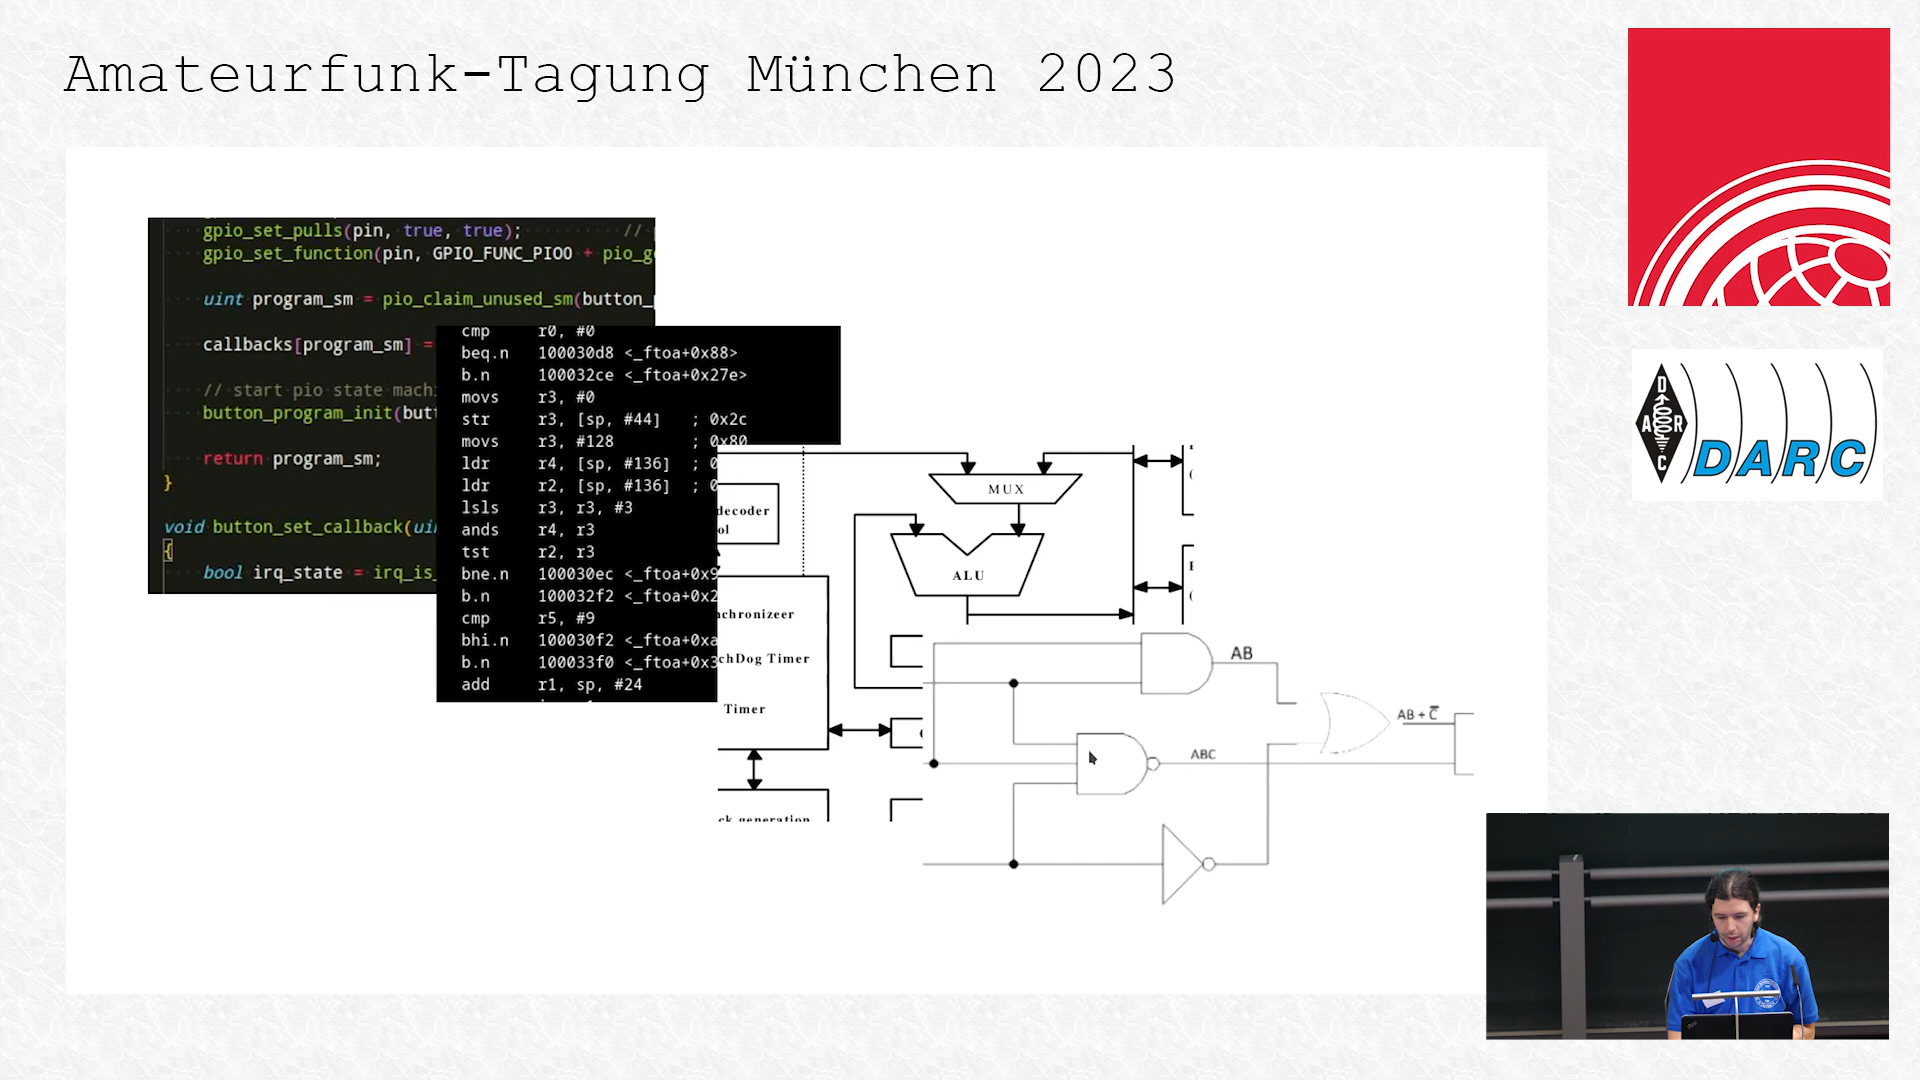 Amateurfunk-Tagung München 2023
gpio_set_pulls(pin, true, true); //
gpio_set_function(pin, GPIO_FUNC_PIO0 + pio_g
uint program_sm = pio_claim_unused_sm(button_
callbacks[program_sm] =
// start pio state mach
button_program_init(but
return program_sm;
}
void button_set_callback(ui
{
bool irq_state = irq_is_
cmp r0, #0
beq.n 100030d8 <_ftoa+0x88>
b.n 100032ce <_ftoa+0x27e>
movs r3, #0
str r3, [sp, #44] ; 0x2c
movs r3, #128 ; 0x80
ldr r4, [sp, #136] ; 0
ldr r2, [sp, #136] ; 0
lsls r3, r3, #3
ands r4, r3
tst r2, r3
bne.n 100030ec <_ftoa+0x9
b.n 100032f2 <_ftoa+0x2
cmp r5, #9
bhi.n 100030f2 <_ftoa+0xa
b.n 100033f0 <_ftoa+0x3
add r1, sp, #24
decoder
ol
chronizeer
chDog Timer
Timer
ck generation
MUX
ALU
AB
ABC
AB + C̅
D
A R
C
DARC